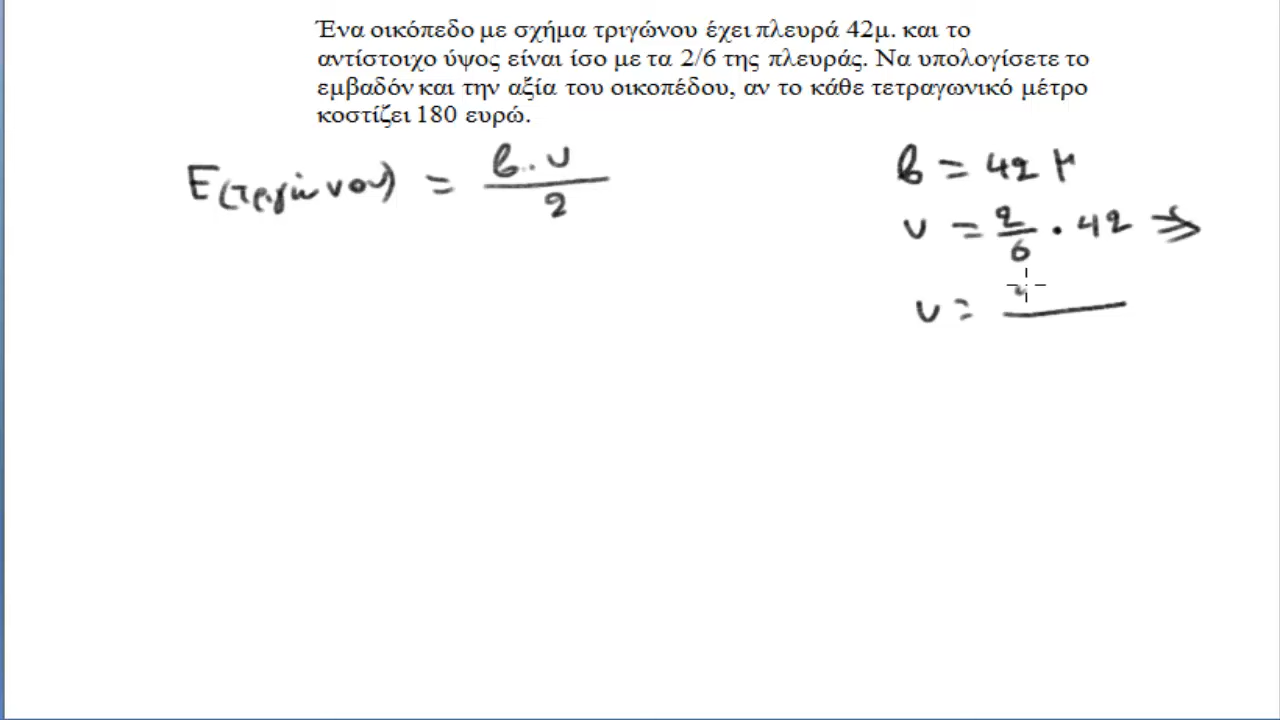 Ένα οικόπεδο με σχήμα τριγώνου έχει πλευρά 42μ. και το
αντίστοιχο ύψος είναι ίσο με τα 2/6 της πλευράς. Να υπολογίσετε το
εμβαδόν και την αξία του οικοπέδου, αν το κάθε τετραγωνικό μέτρο
κοστίζει 180 ευρώ.
Ε(τριγώνου) = β·υ/2
β = 42 μ
υ = 2/6 · 42 ⇒
υ =